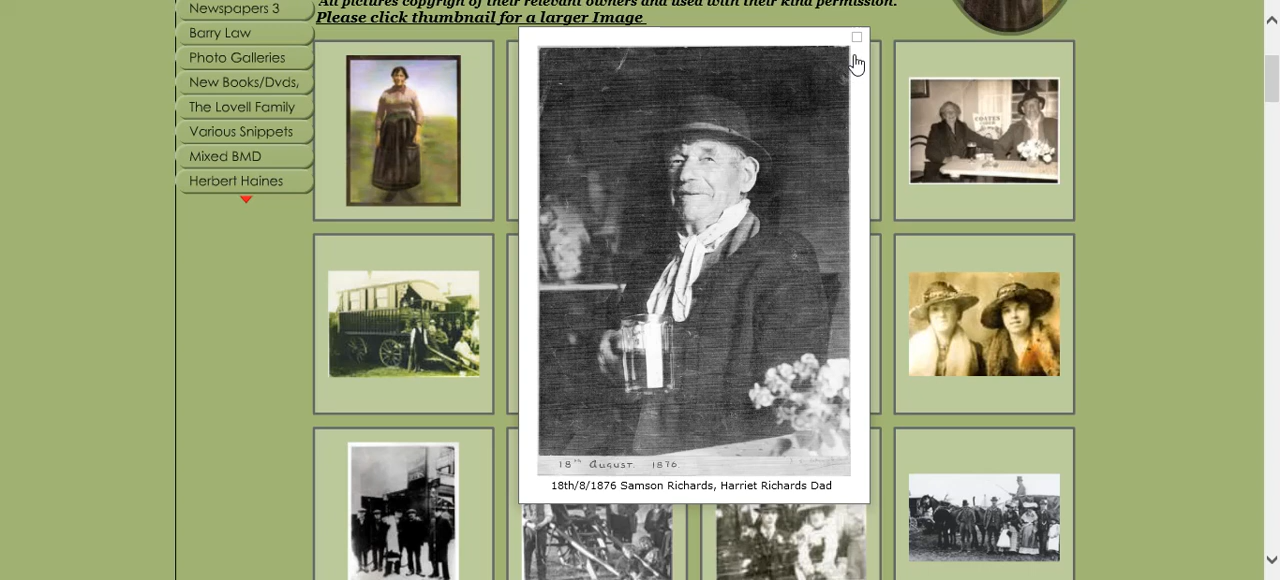 All pictures copyright of their relevant owners and used with their kind permission.
Please click thumbnail for a larger Image
Newspapers 3
Barry Law
Photo Galleries
New Books/Dvds,
The Lovell Family
Various Snippets
Mixed BMD
Herbert Haines
COATES
18TH AUGUST. 1876.
18th/8/1876 Samson Richards, Harriet Richards Dad